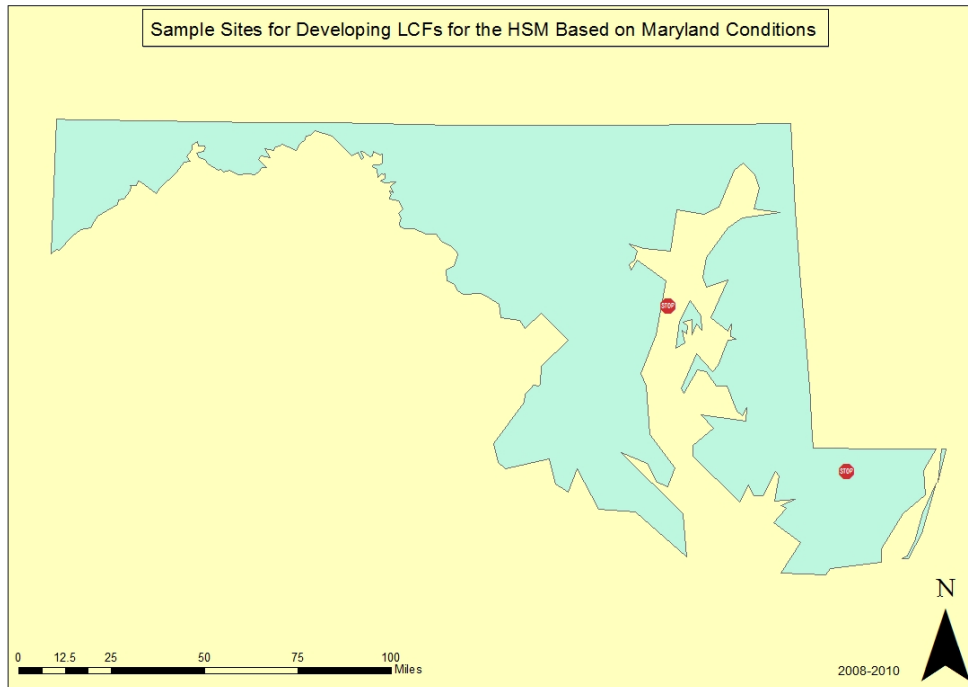 Sample Sites for Developing LCFs for the HSM Based on Maryland Conditions
STOP
STOP
N
0 12.5 25 50 75 100
Miles
2008-2010